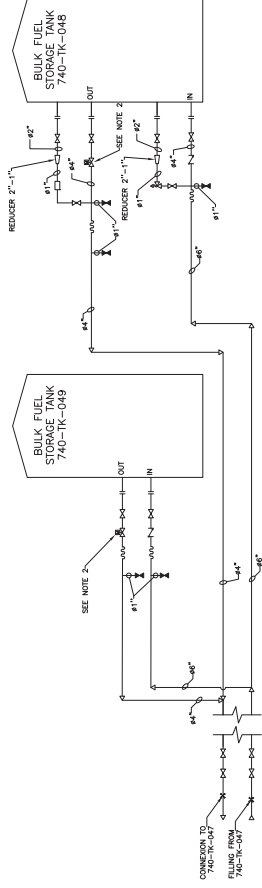 BULK FUEL
STORAGE TANK
740-TK-048
OUT
IN
SEE NOTE 2
REDUCER 2"-1"
ø2"
ø1"
ø4"
ø4"
ø1"
REDUCER 2"-1"
ø2"
ø1"
ø4"
ø1"
ø6"
ø4"
BULK FUEL
STORAGE TANK
740-TK-049
OUT
IN
SEE NOTE 2
ø1"
ø4"
ø6"
ø4"
ø6"
CONNEXION TO
740-TK-047
FILLING FROM
740-TK-047